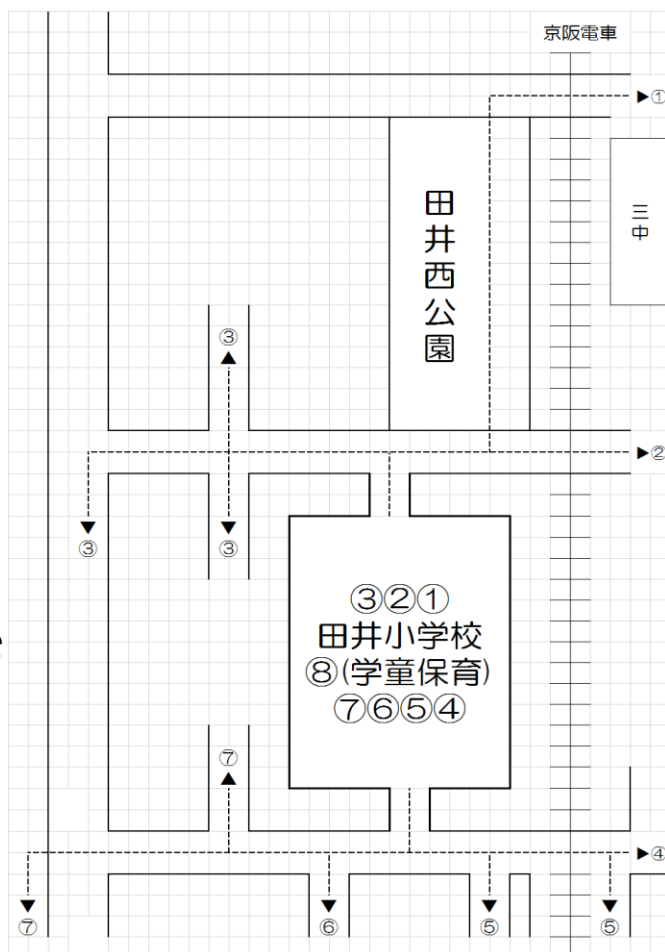 京阪電車
①
田井西公園
三中
③
②
③
③
③②①
田井小学校
⑧(学童保育)
⑦⑥⑤④
⑦
④
⑦
⑥
⑤
⑤